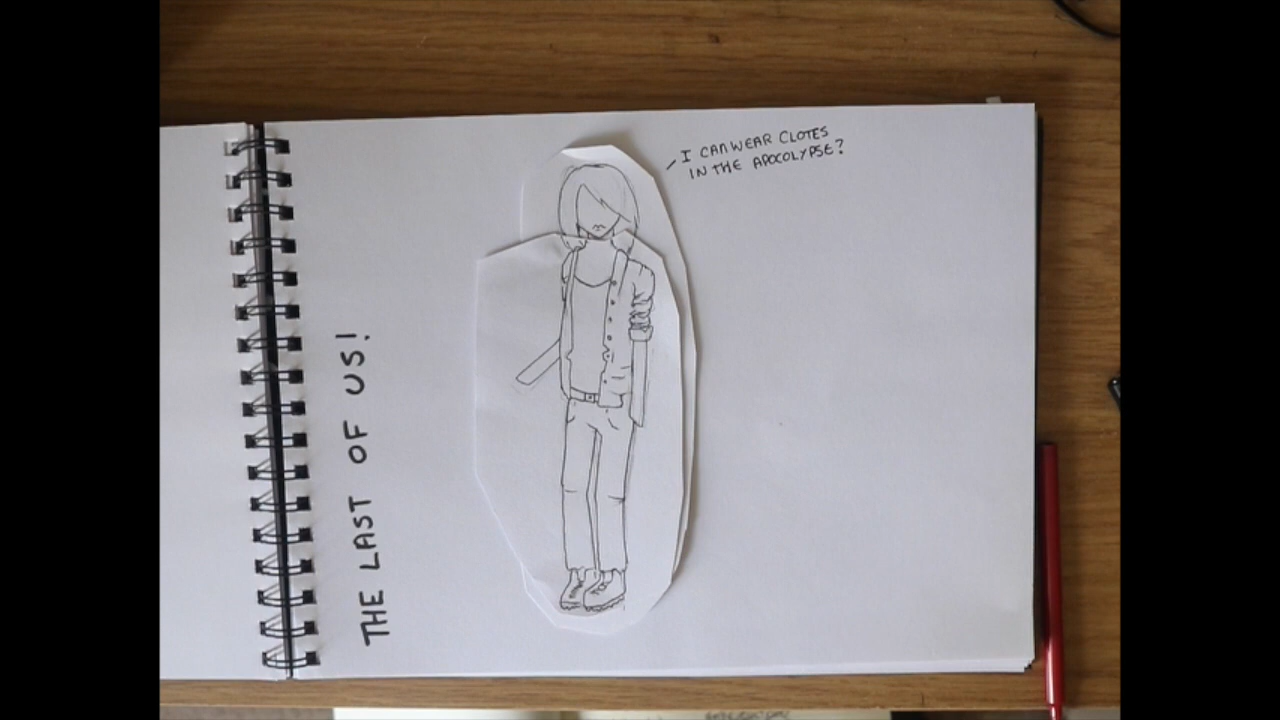 THE LAST OF US!
I CAN WEAR CLOTES
IN THE APOCOLYPSE?